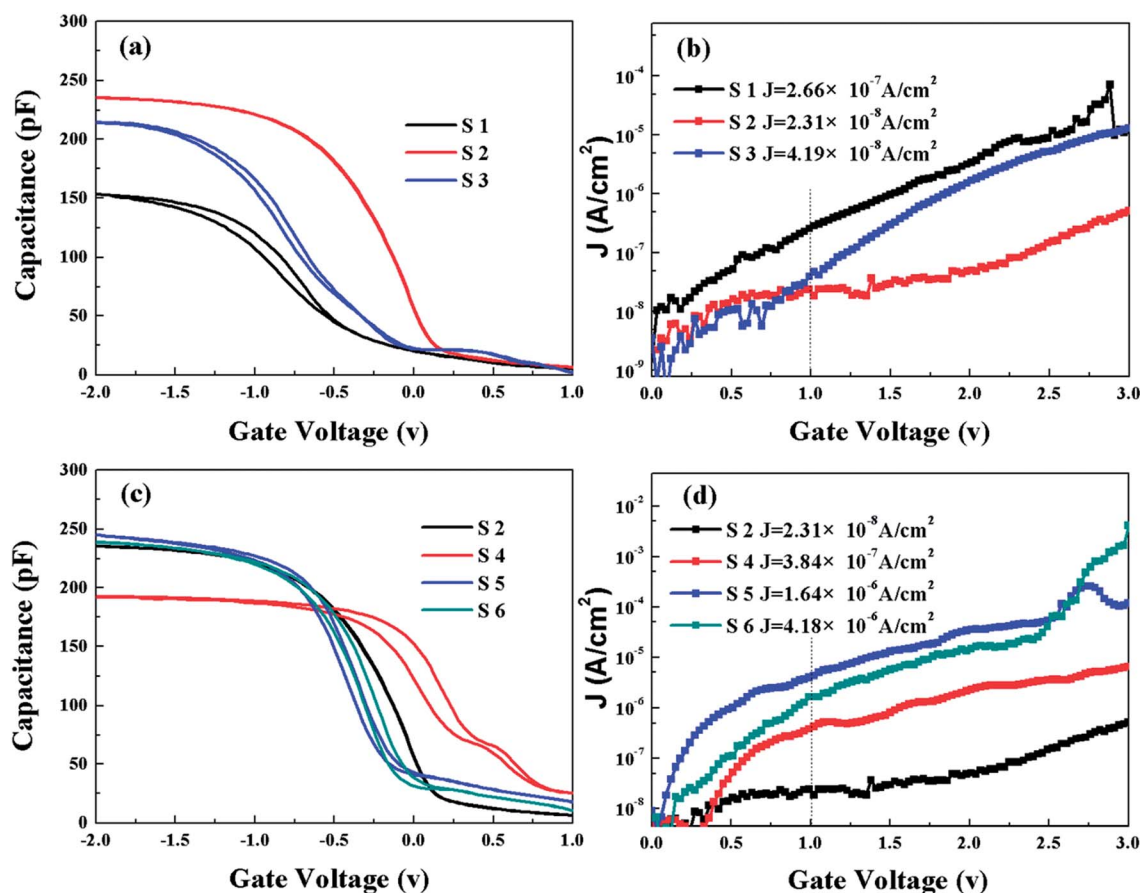 (a)
Capacitance (pF)
300
250
200
150
100
50
0
S 1
S 2
S 3
-2.0 -1.5 -1.0 -0.5 0.0 0.5 1.0
Gate Voltage (v)
(b)
J (A/cm²)
10⁻⁴
10⁻⁵
10⁻⁶
10⁻⁷
10⁻⁸
10⁻⁹
S 1 J=2.66× 10⁻⁷A/cm²
S 2 J=2.31× 10⁻⁸A/cm²
S 3 J=4.19× 10⁻⁸A/cm²
0.0 0.5 1.0 1.5 2.0 2.5 3.0
Gate Voltage (v)
(c)
Capacitance (pF)
300
250
200
150
100
50
0
S 2
S 4
S 5
S 6
-2.0 -1.5 -1.0 -0.5 0.0 0.5 1.0
Gate Voltage (v)
(d)
J (A/cm²)
10⁻²
10⁻³
10⁻⁴
10⁻⁵
10⁻⁶
10⁻⁷
10⁻⁸
S 2 J=2.31× 10⁻⁸A/cm²
S 4 J=3.84× 10⁻⁷A/cm²
S 5 J=1.64× 10⁻⁶A/cm²
S 6 J=4.18× 10⁻⁶A/cm²
0.0 0.5 1.0 1.5 2.0 2.5 3.0
Gate Voltage (v)